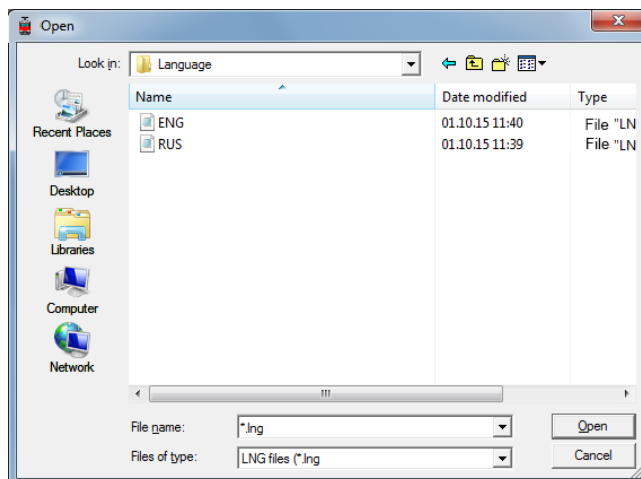 Open
Look in: Language
Name Date modified Type
ENG 01.10.15 11:40 File "LN
RUS 01.10.15 11:39 File "LN
Recent Places
Desktop
Libraries
Computer
Network
File name: *.lng Open
Files of type: LNG files (*.lng Cancel